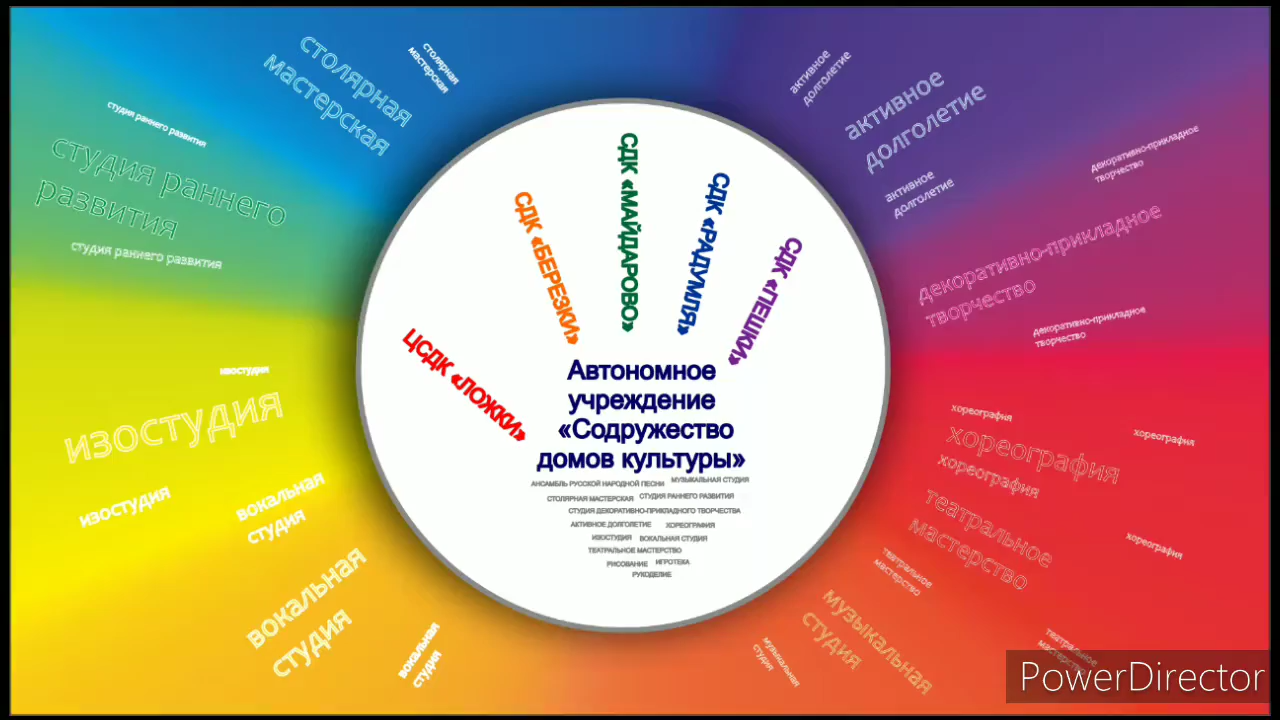 столярная
мастерская
столярная
мастерская
активное
долголетие
активное
долголетие
активное
долголетие
студия раннего развития
студия раннего
развития
студия раннего развития
декоративно-прикладное
творчество
декоративно-прикладное
творчество
декоративно-прикладное
творчество
ЦСДК «ЛОЖКИ»
СДК «БЕРЕЗКИ»
СДК «МАЙДАРОВО»
СДК «РАДУМЛЯ»
СДК «ПЕШКИ»
Автономное
учреждение
«Содружество
домов культуры»
АНСАМБЛЬ РУССКОЙ НАРОДНОЙ ПЕСНИ МУЗЫКАЛЬНАЯ СТУДИЯ
СТОЛЯРНАЯ МАСТЕРСКАЯ СТУДИЯ РАННЕГО РАЗВИТИЯ
СТУДИЯ ДЕКОРАТИВНО-ПРИКЛАДНОГО ТВОРЧЕСТВА
АКТИВНОЕ ДОЛГОЛЕТИЕ ХОРЕОГРАФИЯ
ИЗОСТУДИЯ ВОКАЛЬНАЯ СТУДИЯ
ТЕАТРАЛЬНОЕ МАСТЕРСТВО
РИСОВАНИЕ ИГРОТЕКА
РУКОДЕЛИЕ
изостудия
изостудия
изостудия
вокальная
студия
вокальная
студия
вокальная
студия
хореография
хореография
хореография
хореография
хореография
театральное
мастерство
театральное
мастерство
театральное
мастерство
музыкальная
студия
музыкальная
студия
PowerDirector